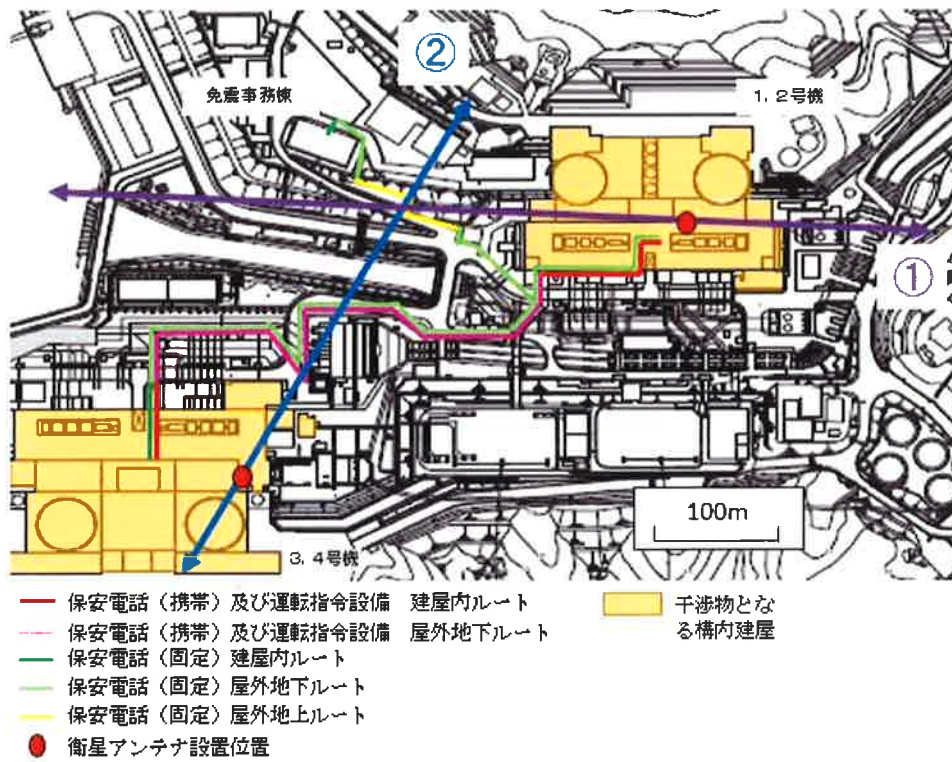 ②
免震事務棟
1,2号機
①
100m
3,4号機
保安電話（携帯）及び運転指令設備　建屋内ルート
保安電話（携帯）及び運転指令設備　屋外地下ルート
保安電話（固定）建屋内ルート
保安電話（固定）屋外地下ルート
保安電話（固定）屋外地上ルート
衛星アンテナ設置位置
干渉物とな
る構内建屋